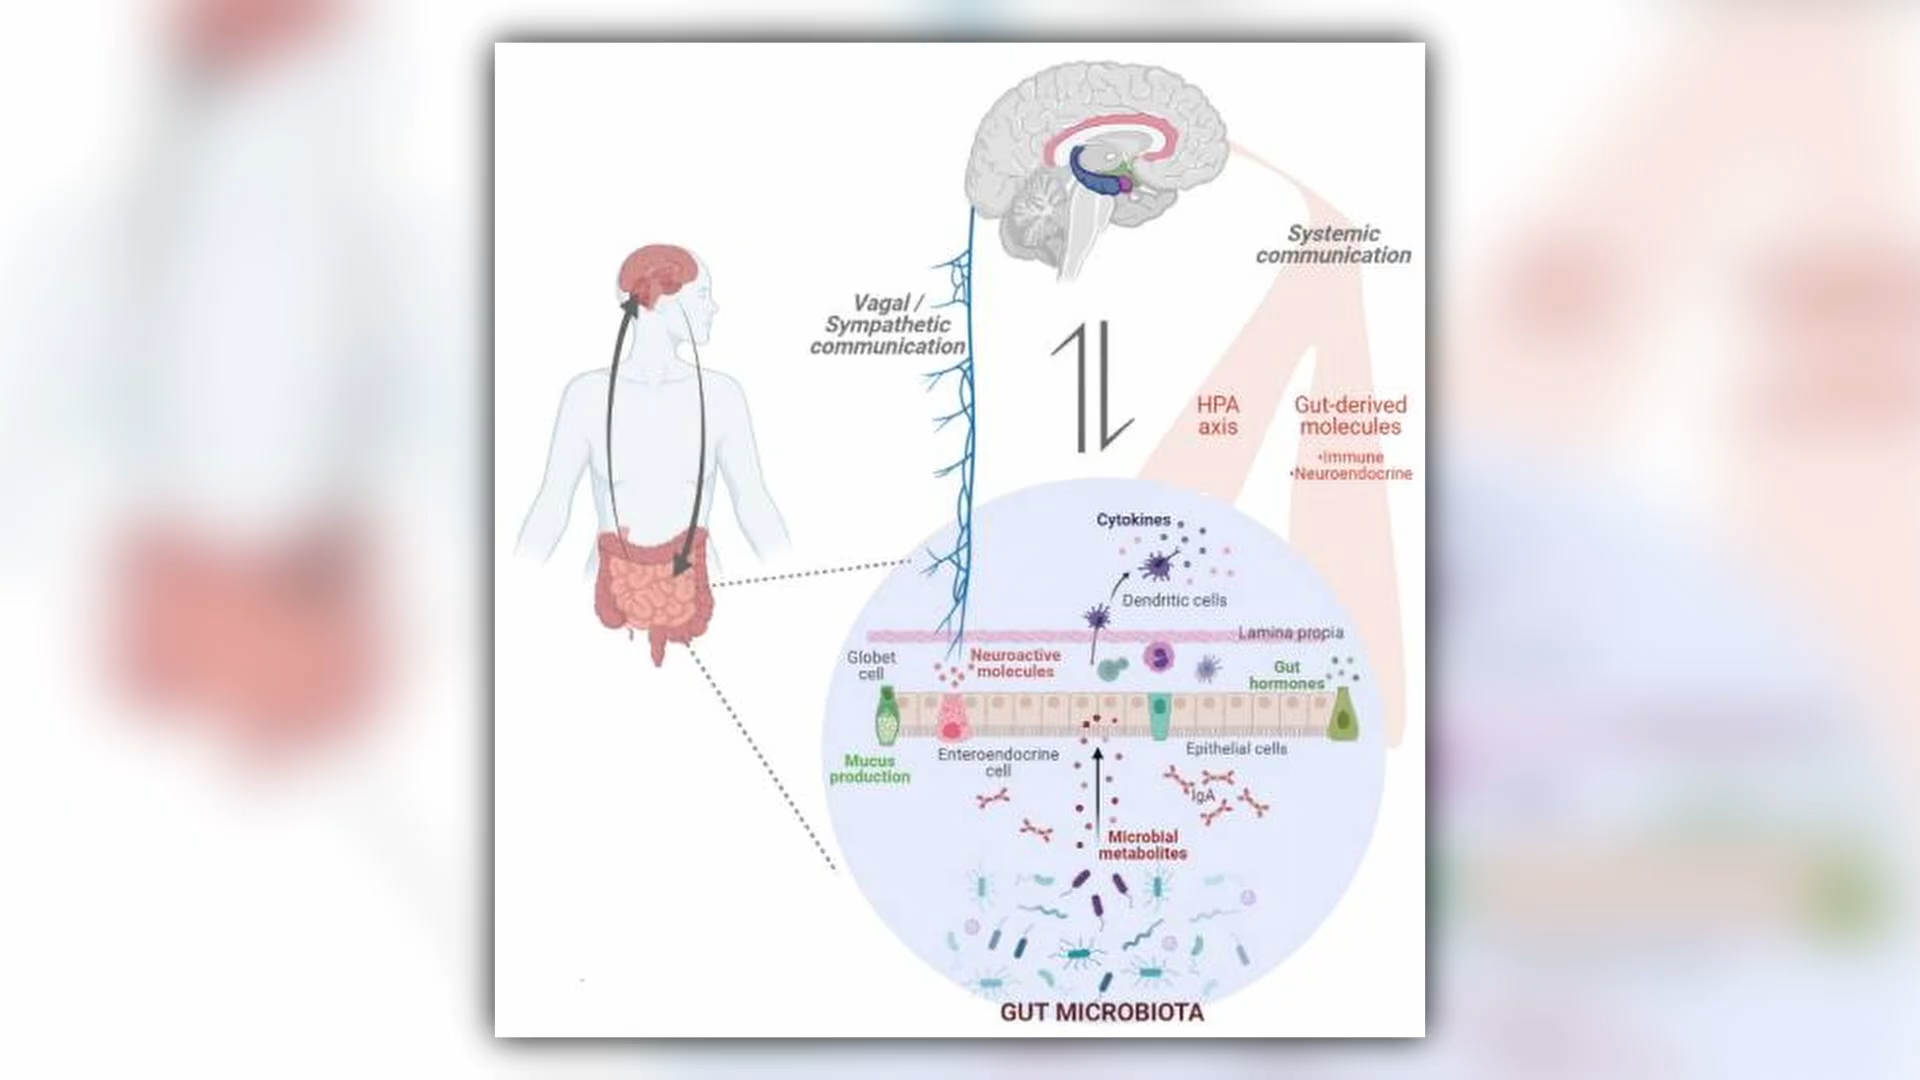 Systemic
communication
Vagal /
Sympathetic
communication
HPA
axis
Gut-derived
molecules
•Immune
•Neuroendocrine
Cytokines
Dendritic cells
Lamina propia
Globet
cell
Neuroactive
molecules
Gut
hormones
Mucus
production
Enteroendocrine
cell
Epithelial cells
IgA
Microbial
metabolites
GUT MICROBIOTA